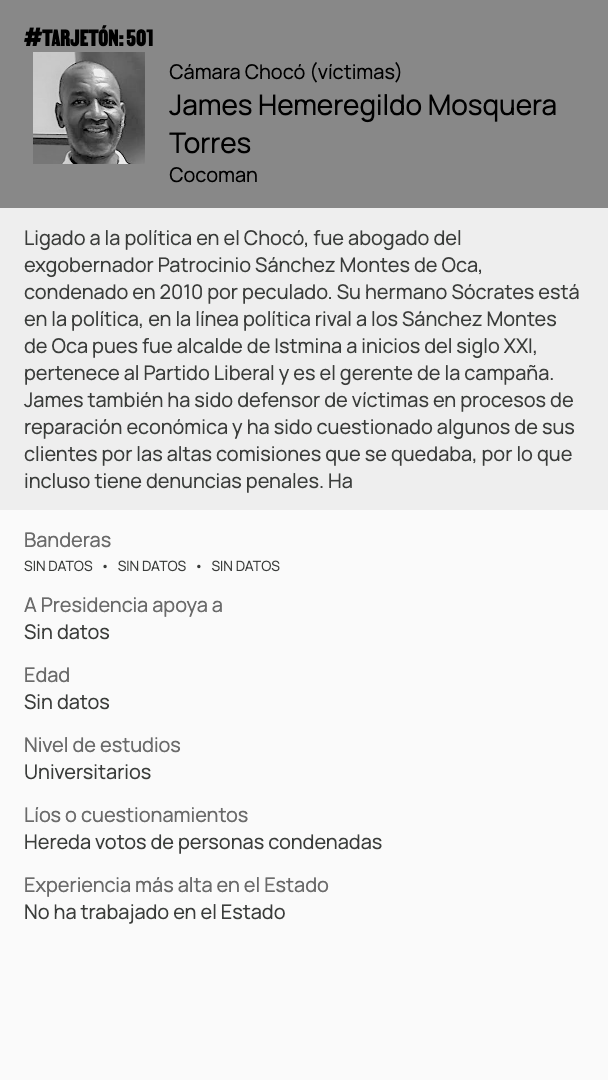 #TARJETÓN: 501
Cámara Chocó (víctimas)
James Hemeregildo Mosquera
Torres
Cocoman
Ligado a la política en el Chocó, fue abogado del
exgobernador Patrocinio Sánchez Montes de Oca,
condenado en 2010 por peculado. Su hermano Sócrates está
en la política, en la línea política rival a los Sánchez Montes
de Oca pues fue alcalde de Istmina a inicios del siglo XXI,
pertenece al Partido Liberal y es el gerente de la campaña.
James también ha sido defensor de víctimas en procesos de
reparación económica y ha sido cuestionado algunos de sus
clientes por las altas comisiones que se quedaba, por lo que
incluso tiene denuncias penales. Ha
Banderas
SIN DATOS • SIN DATOS • SIN DATOS
A Presidencia apoya a
Sin datos
Edad
Sin datos
Nivel de estudios
Universitarios
Líos o cuestionamientos
Hereda votos de personas condenadas
Experiencia más alta en el Estado
No ha trabajado en el Estado